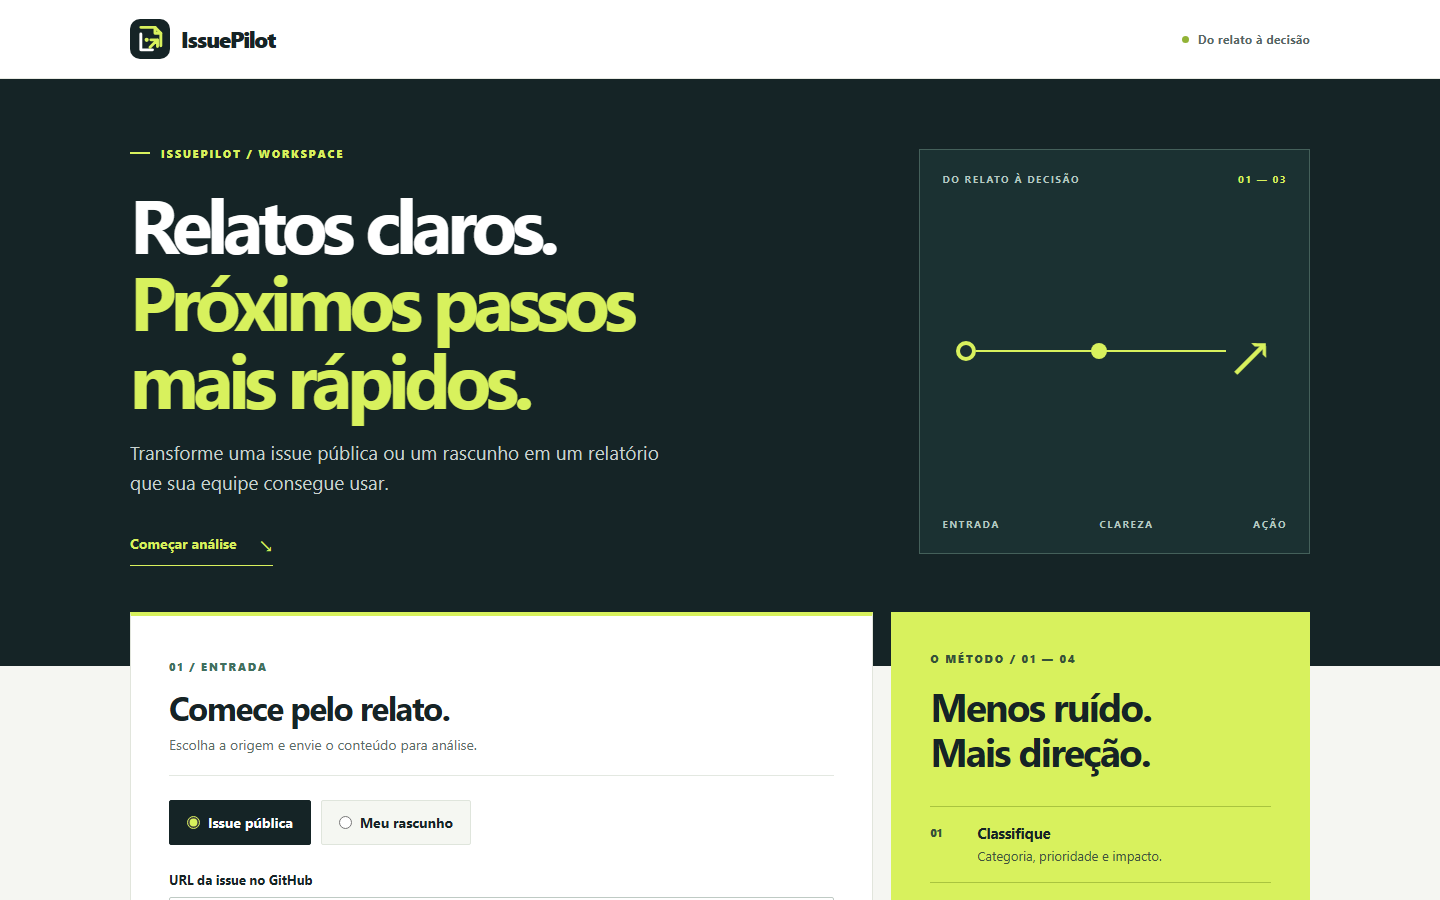 IssuePilot
Do relato à decisão
ISSUEPILOT / WORKSPACE
Relatos claros.
Próximos passos
mais rápidos.
Transforme uma issue pública ou um rascunho em um relatório
que sua equipe consegue usar.
Começar análise
DO RELATO À DECISÃO
01 — 03
ENTRADA
CLAREZA
AÇÃO
01 / ENTRADA
Comece pelo relato.
Escolha a origem e envie o conteúdo para análise.
Issue pública
Meu rascunho
URL da issue no GitHub
O MÉTODO / 01 — 04
Menos ruído.
Mais direção.
01
Classifique
Categoria, prioridade e impacto.